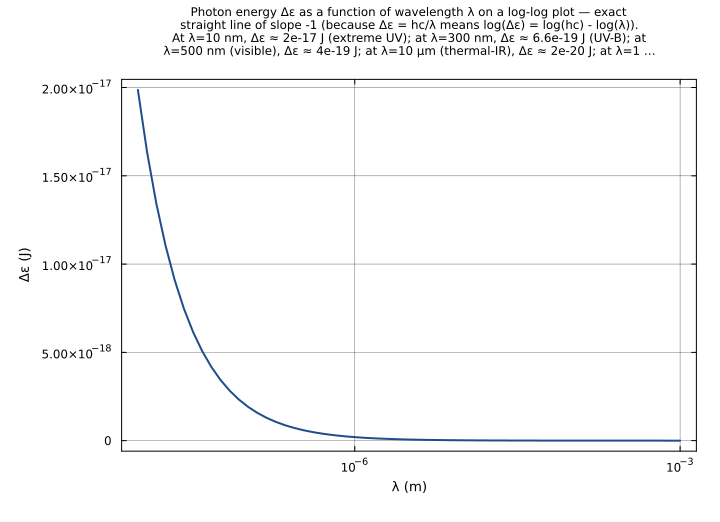 Photon energy Δε as a function of wavelength λ on a log-log plot — exact
straight line of slope -1 (because Δε = hc/λ means log(Δε) = log(hc) - log(λ)).
At λ=10 nm, Δε ≈ 2e-17 J (extreme UV); at λ=300 nm, Δε ≈ 6.6e-19 J (UV-B); at
λ=500 nm (visible), Δε ≈ 4e-19 J; at λ=10 µm (thermal-IR), Δε ≈ 2e-20 J; at λ=1 ...
2.00×10⁻¹⁷
1.50×10⁻¹⁷
1.00×10⁻¹⁷
5.00×10⁻¹⁸
0
Δε (J)
10⁻⁶
10⁻³
λ (m)